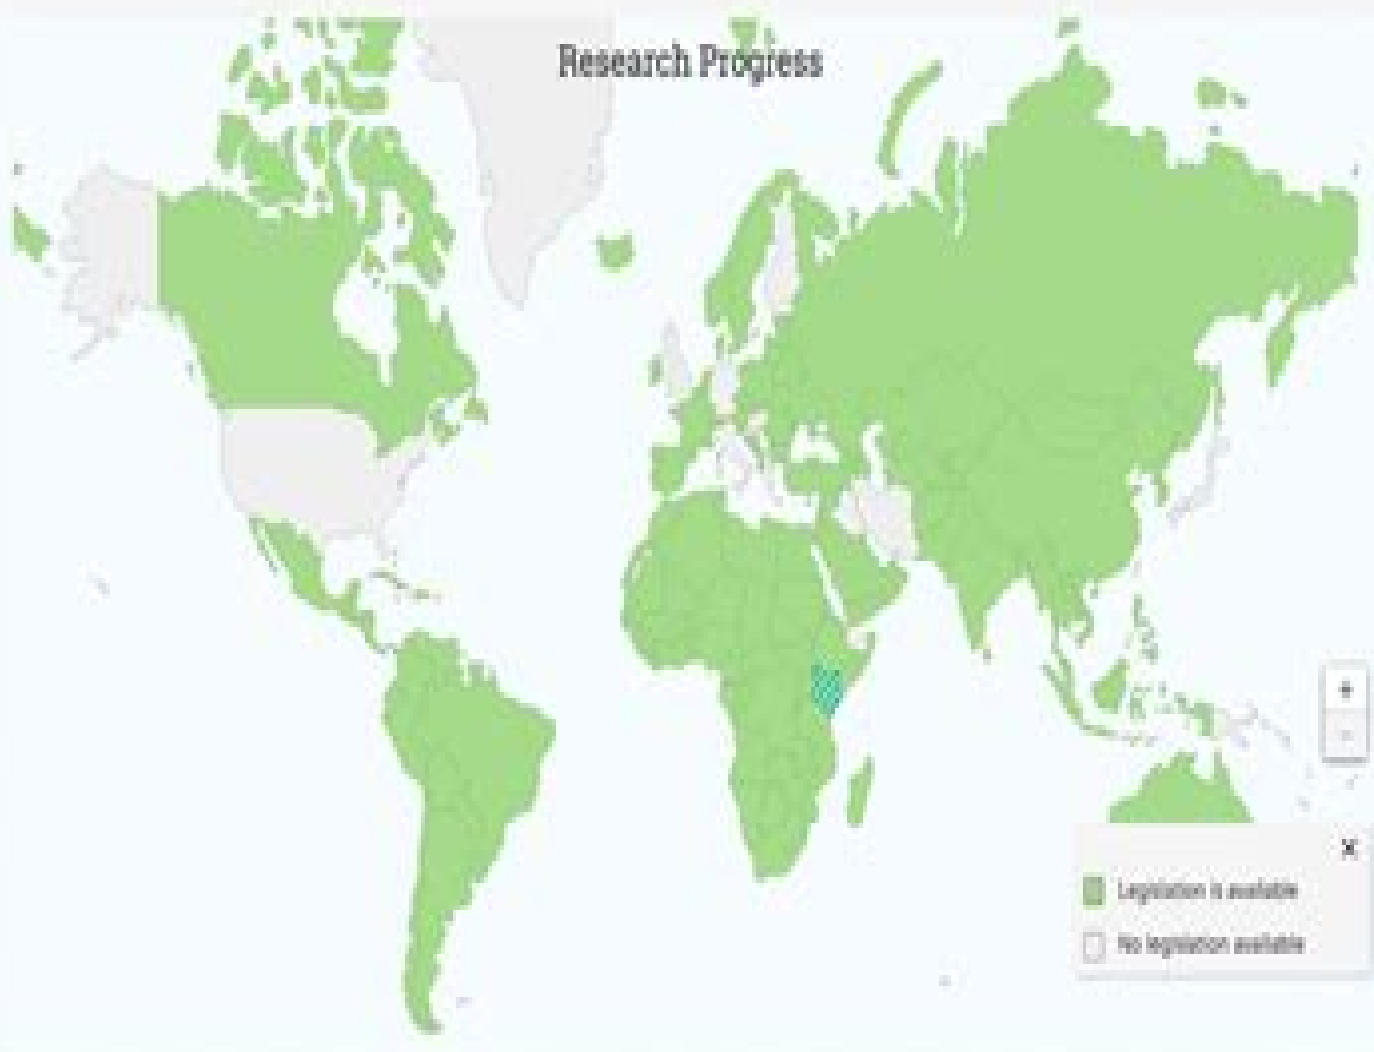 Research Progress
+
-
X
Legislation is available
No legislation available